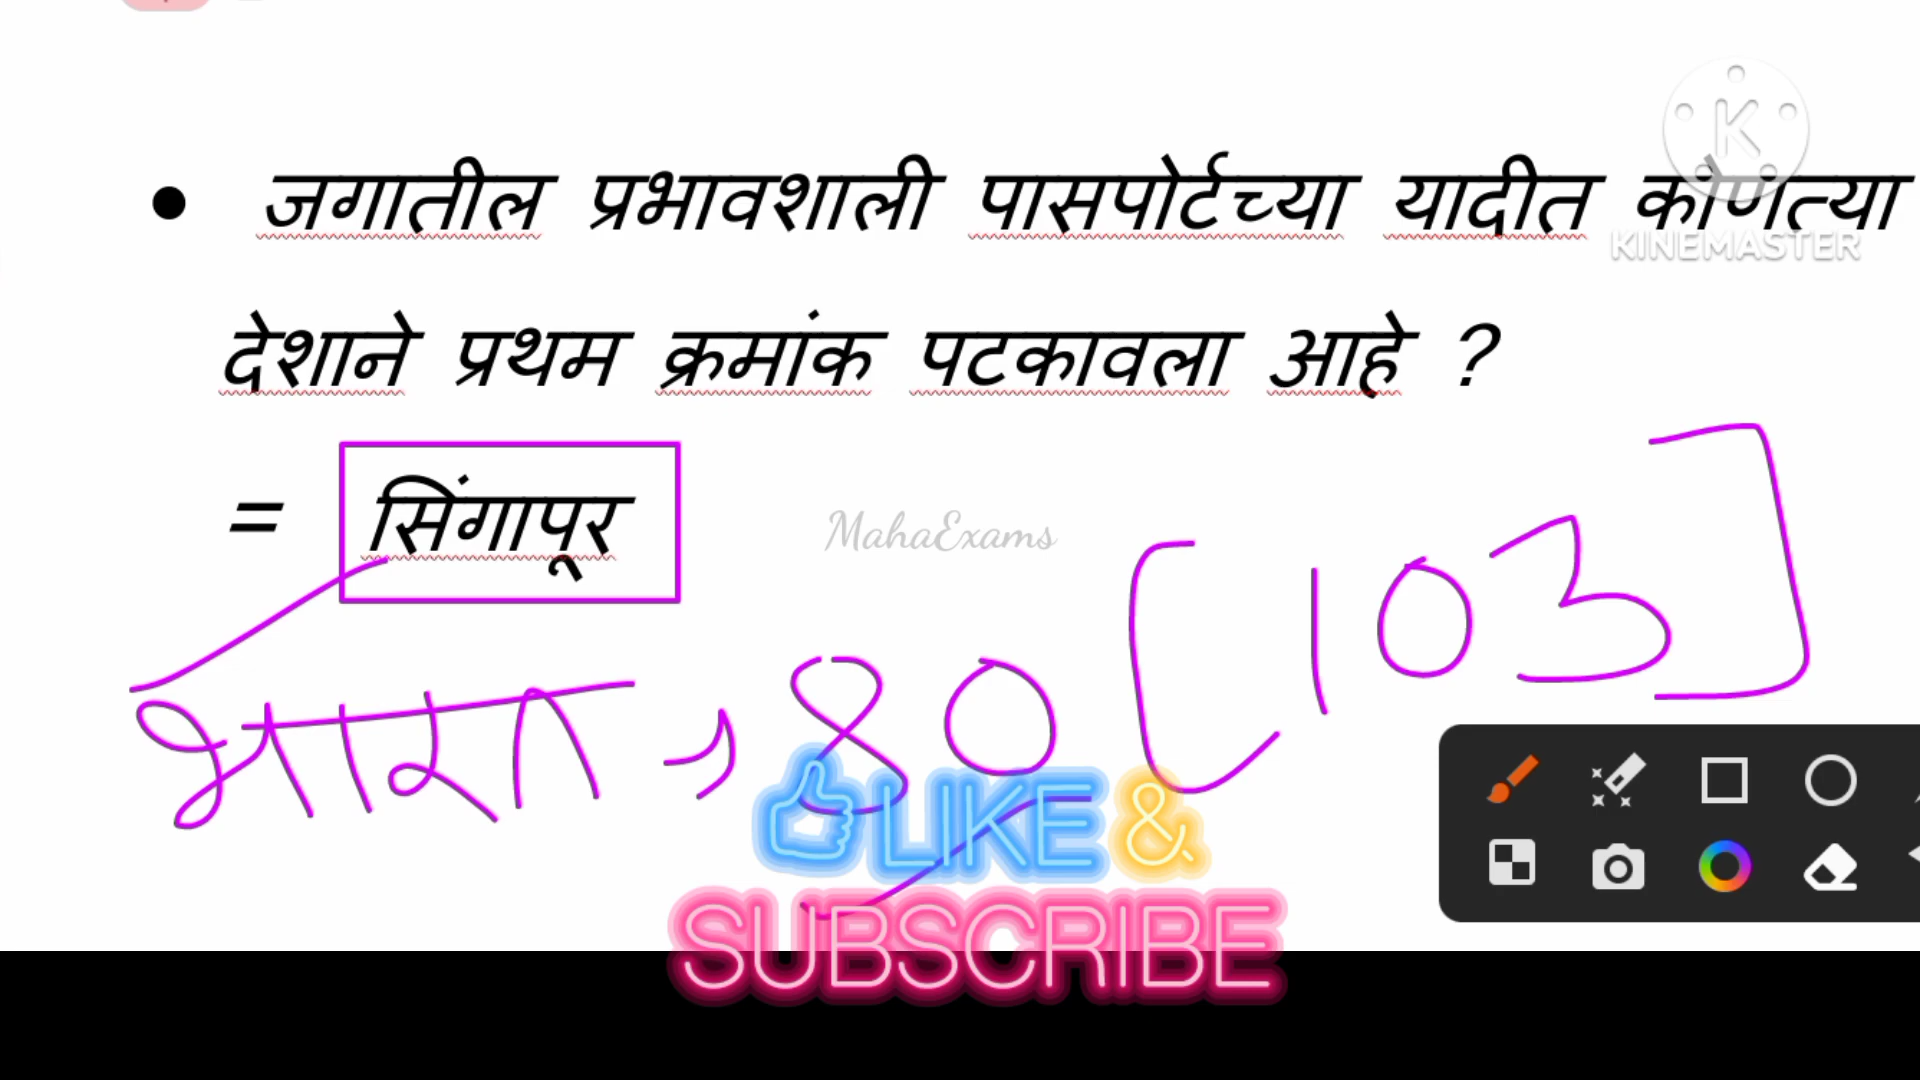 • जगातील प्रभावशाली पासपोर्टच्या यादीत कोणत्या
K
KINEMASTER
देशाने प्रथम क्रमांक पटकावला आहे ?
= सिंगापूर
MahaExams
भारत, 80 [103]
LIKE &
SUBSCRIBE